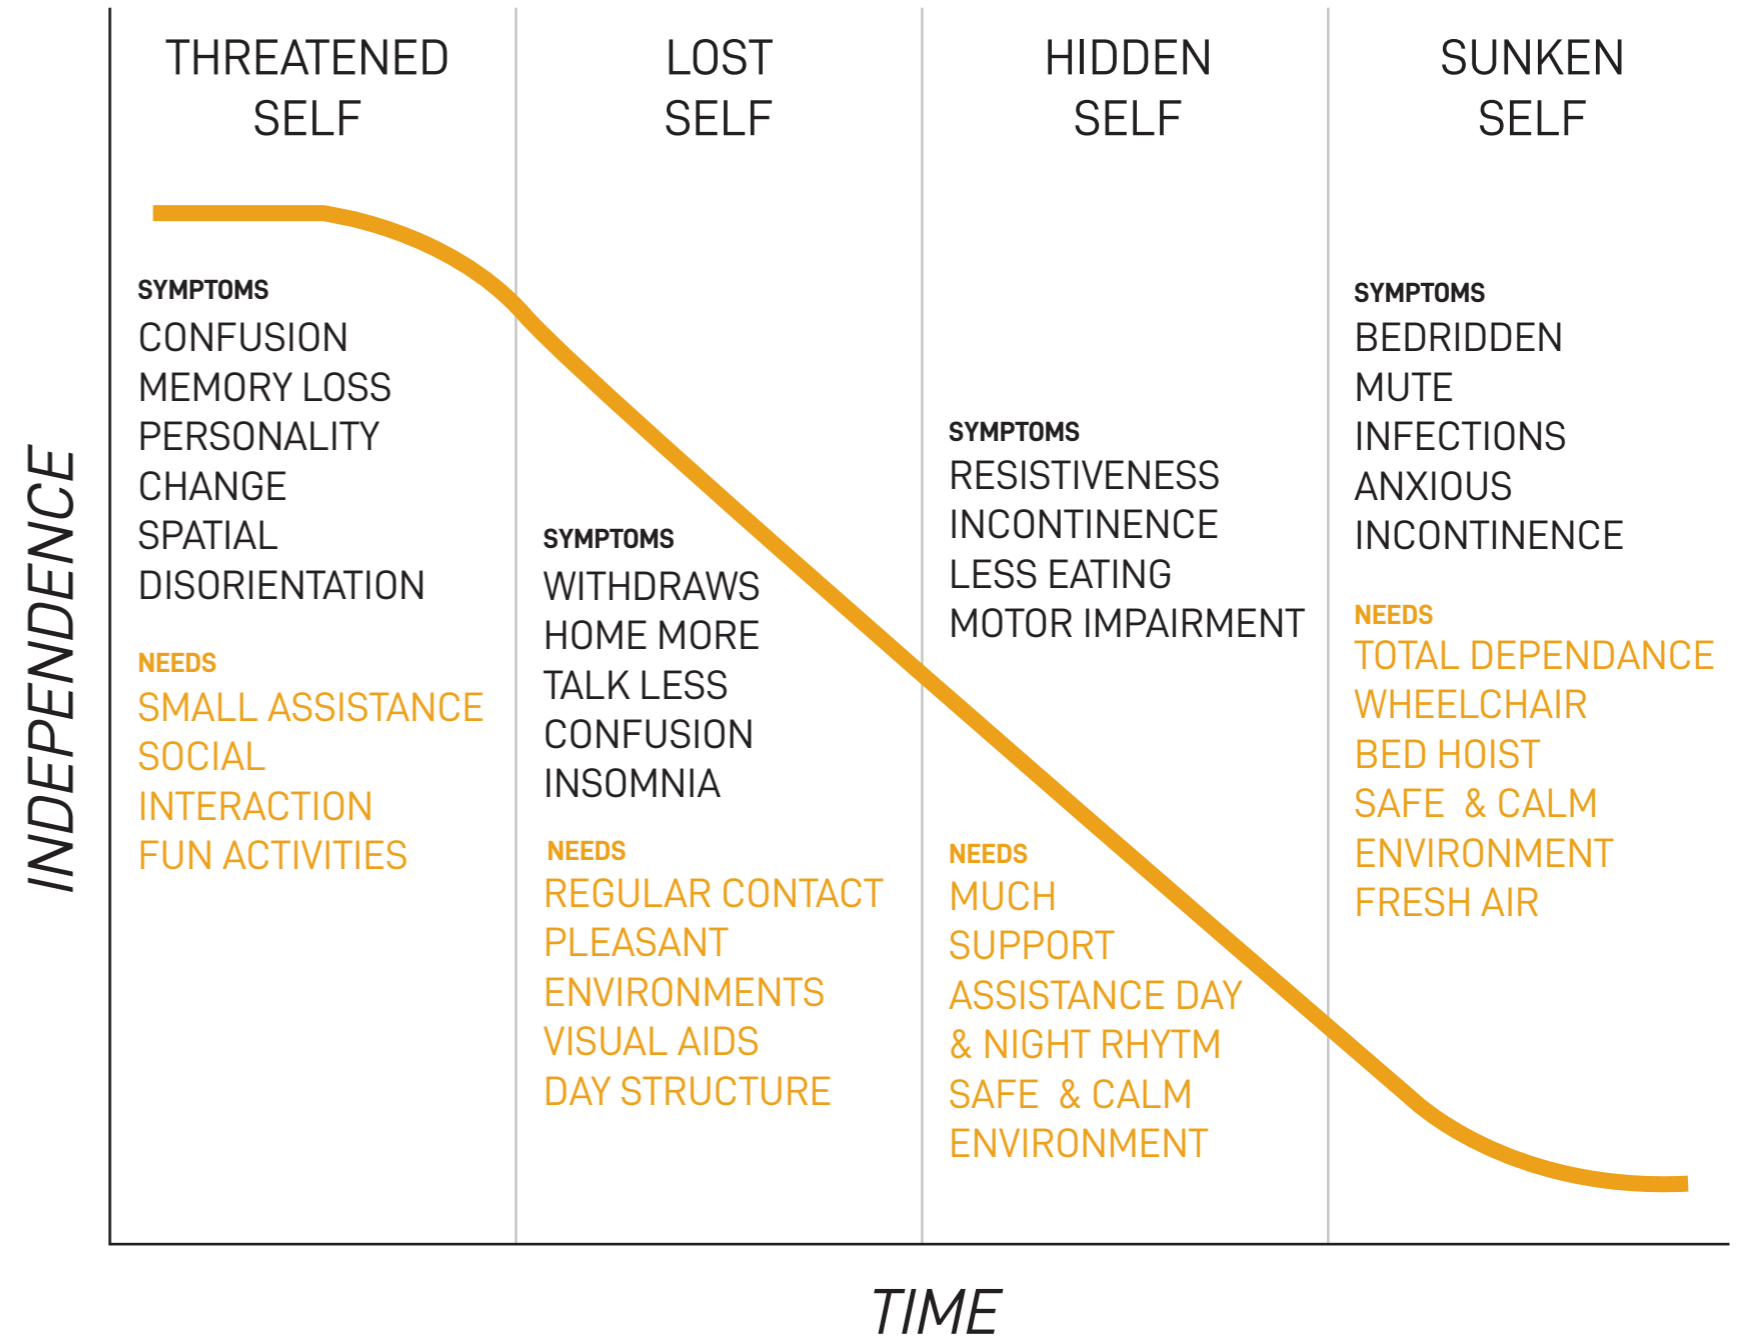 THREATENED
SELF
LOST
SELF
HIDDEN
SELF
SUNKEN
SELF
SYMPTOMS
CONFUSION
MEMORY LOSS
PERSONALITY
CHANGE
SPATIAL
DISORIENTATION
NEEDS
SMALL ASSISTANCE
SOCIAL
INTERACTION
FUN ACTIVITIES
SYMPTOMS
WITHDRAWS
HOME MORE
TALK LESS
CONFUSION
INSOMNIA
NEEDS
REGULAR CONTACT
PLEASANT
ENVIRONMENTS
VISUAL AIDS
DAY STRUCTURE
SYMPTOMS
RESISTIVENESS
INCONTINENCE
LESS EATING
MOTOR IMPAIRMENT
NEEDS
MUCH
SUPPORT
ASSISTANCE DAY
& NIGHT RHYTM
SAFE & CALM
ENVIRONMENT
SYMPTOMS
BEDRIDDEN
MUTE
INFECTIONS
ANXIOUS
INCONTINENCE
NEEDS
TOTAL DEPENDANCE
WHEELCHAIR
BED HOIST
SAFE & CALM
ENVIRONMENT
FRESH AIR
INDEPENDENCE
TIME